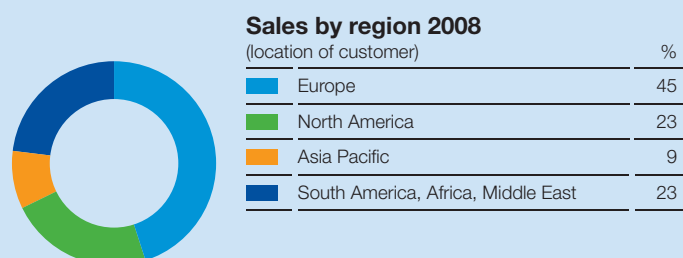 Sales by region 2008
(location of customer) %
Europe 45
North America 23
Asia Pacific 9
South America, Africa, Middle East 23